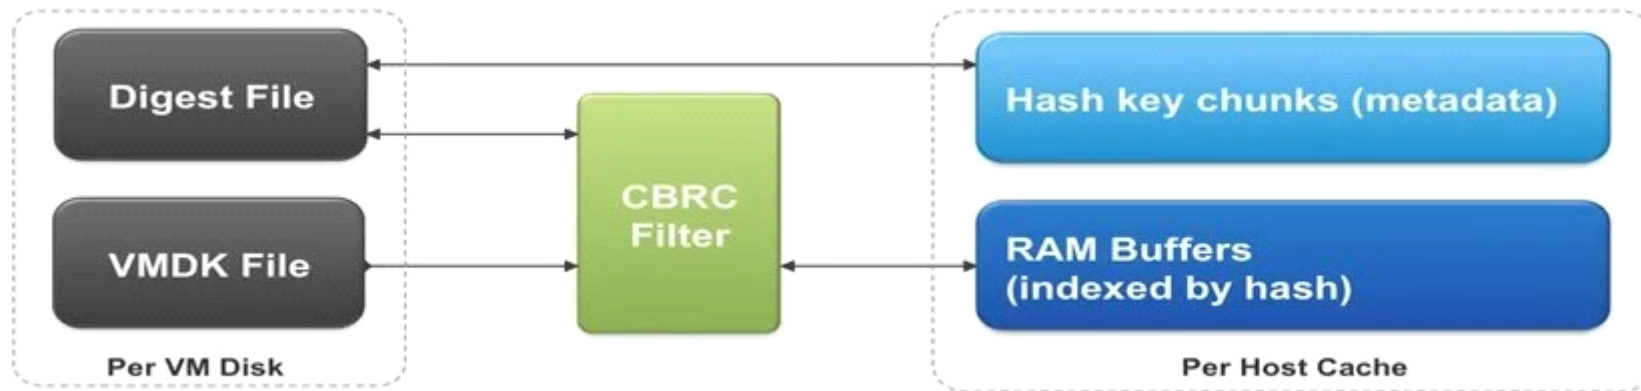 Digest File
Hash key chunks (metadata)
CBRC
Filter
VMDK File
RAM Buffers
(indexed by hash)
Per VM Disk
Per Host Cache